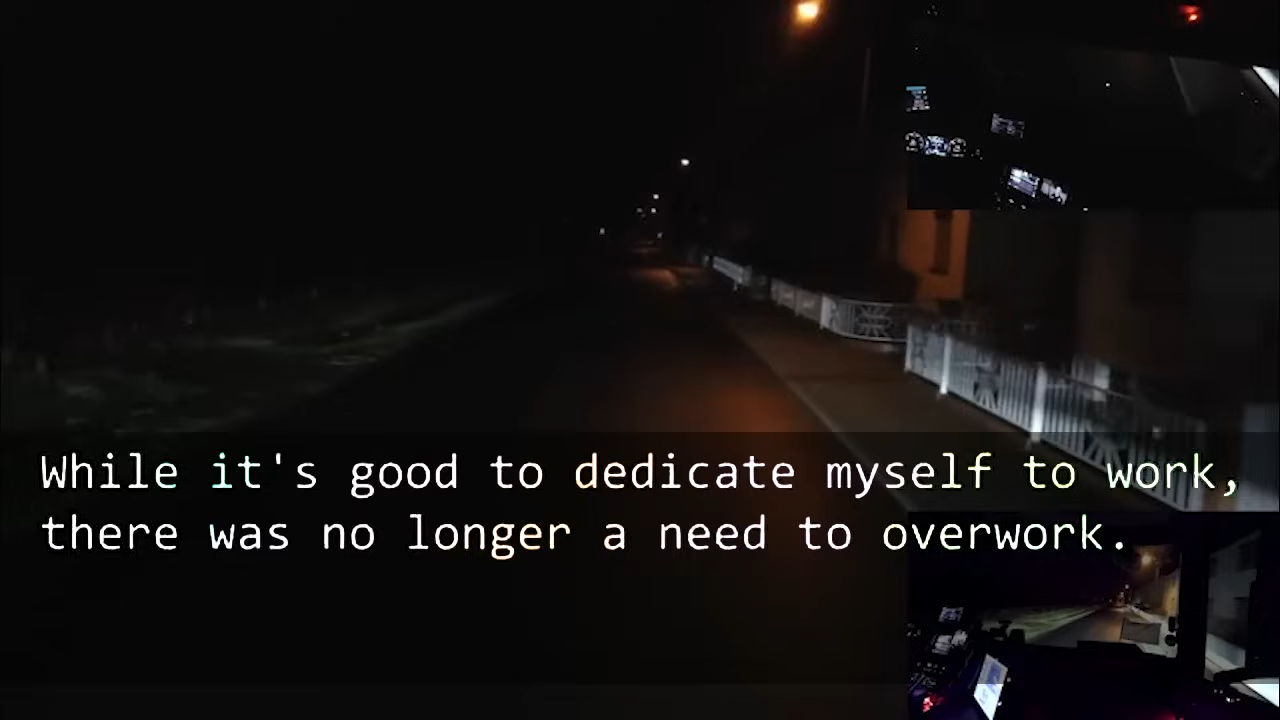 While it's good to dedicate myself to work,
there was no longer a need to overwork.